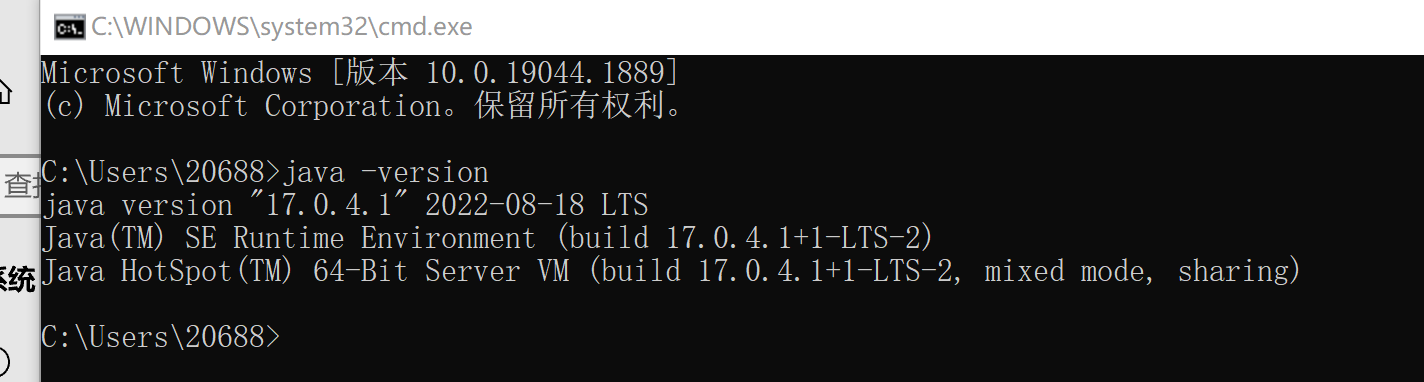 C:\WINDOWS\system32\cmd.exe
Microsoft Windows [版本 10.0.19044.1889]
(c) Microsoft Corporation。保留所有权利。
C:\Users\20688>java -version
查
java version "17.0.4.1" 2022-08-18 LTS
Java(TM) SE Runtime Environment (build 17.0.4.1+1-LTS-2)
Java HotSpot(TM) 64-Bit Server VM (build 17.0.4.1+1-LTS-2, mixed mode, sharing)
系统
C:\Users\20688>